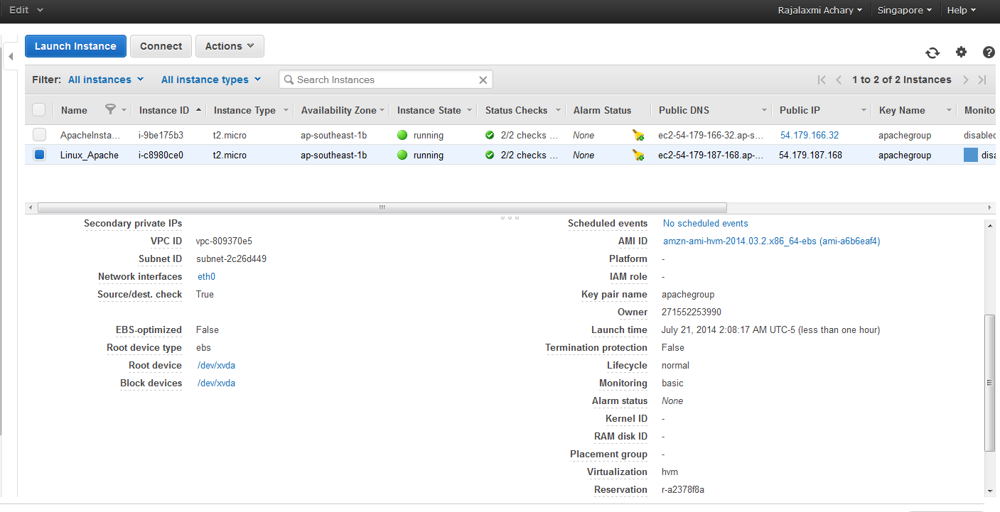 Edit Rajalaxmi Achary Singapore Help
Launch Instance Connect Actions
Filter: All instances All instance types Search Instances 1 to 2 of 2 Instances
Name Instance ID Instance Type Availability Zone Instance State Status Checks Alarm Status Public DNS Public IP Key Name Monito
ApacheInsta... i-9be175b3 t2.micro ap-southeast-1b running 2/2 checks ... None ec2-54-179-166-32.ap-s... 54.179.166.32 apachegroup disabled
Linux_Apache i-c8980ce0 t2.micro ap-southeast-1b running 2/2 checks ... None ec2-54-179-187-168.ap-... 54.179.187.168 apachegroup disa
Secondary private IPs Scheduled events No scheduled events
VPC ID vpc-809370e5 AMI ID amzn-ami-hvm-2014.03.2.x86_64-ebs (ami-a6b6eaf4)
Subnet ID subnet-2c26d449 Platform -
Network interfaces eth0 IAM role -
Source/dest. check True Key pair name apachegroup
Owner 271552253990
EBS-optimized False Launch time July 21, 2014 2:08:17 AM UTC-5 (less than one hour)
Root device type ebs Termination protection False
Root device /dev/xvda Lifecycle normal
Block devices /dev/xvda Monitoring basic
Alarm status None
Kernel ID -
RAM disk ID -
Placement group -
Virtualization hvm
Reservation r-a2378f8a